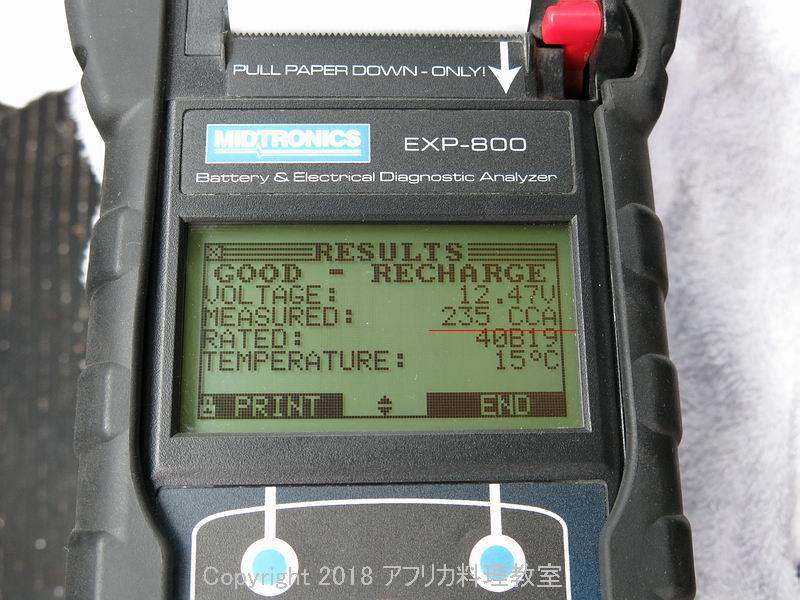 PULL PAPER DOWN - ONLY!
MIDTRONICS EXP-800
Battery & Electrical Diagnostic Analyzer
RESULTS
GOOD - RECHARGE
VOLTAGE: 12.47V
MEASURED: 235 CCA
RATED: 40B19
TEMPERATURE: 15°C
PRINT END
Copyright 2018 アフリカ料理教室